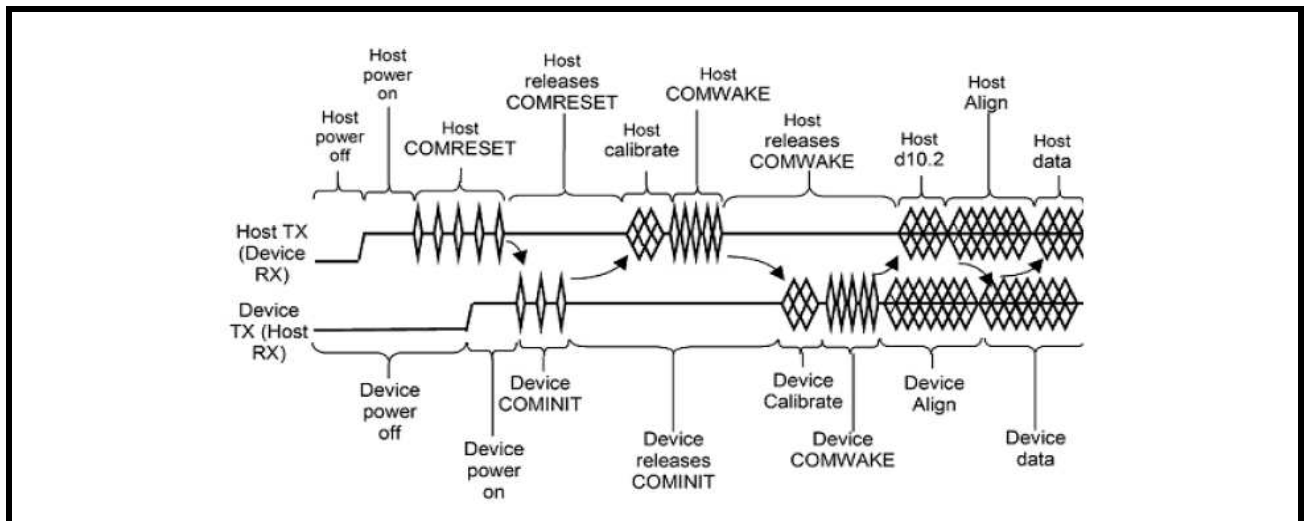 Host
power
off
Host
power
on
Host
COMRESET
Host
releases
COMRESET
Host
calibrate
Host
COMWAKE
Host
releases
COMWAKE
Host
d10.2
Host
Align
Host
data
Host TX
(Device
RX)
Device
TX (Host
RX)
Device
power
off
Device
power
on
Device
COMINIT
Device
releases
COMINIT
Device
Calibrate
Device
COMWAKE
Device
Align
Device
data